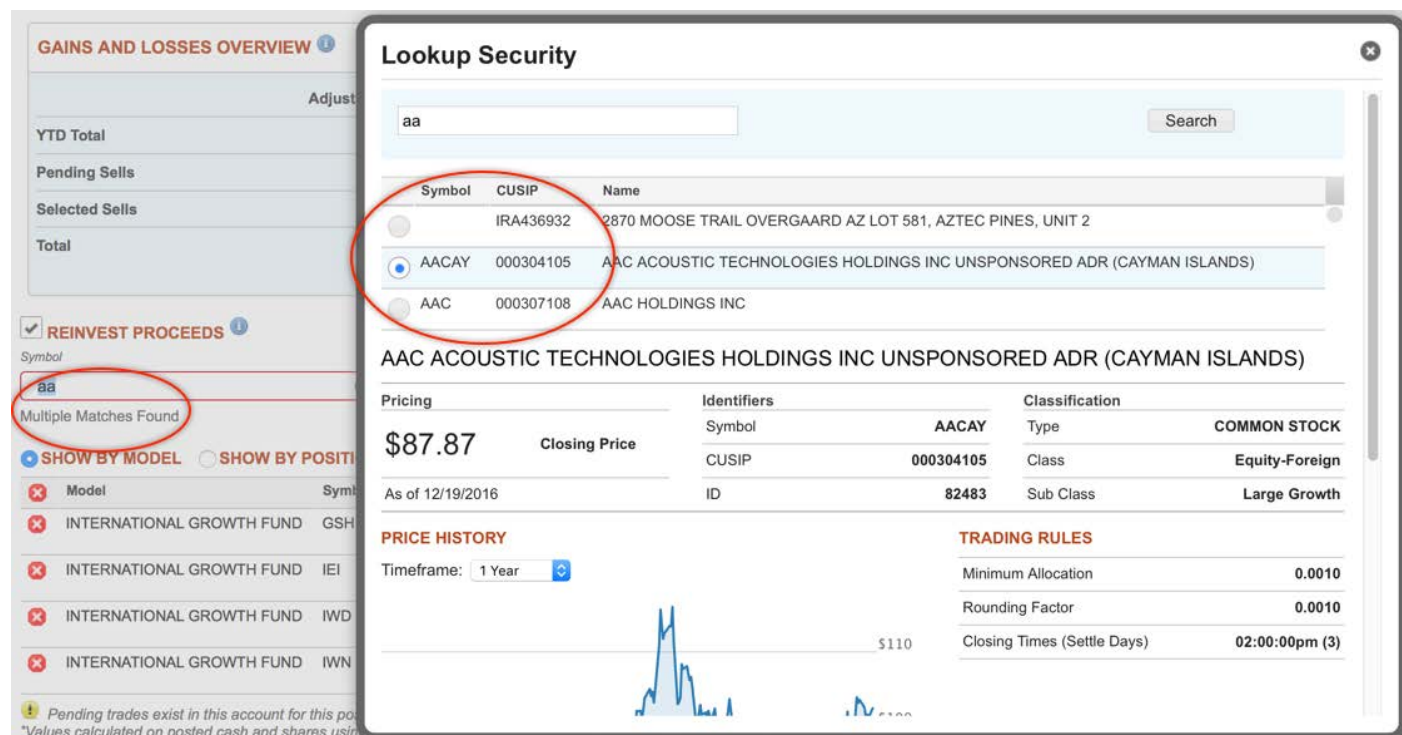 GAINS AND LOSSES OVERVIEW
Adjust
YTD Total
Pending Sells
Selected Sells
Total
REINVEST PROCEEDS
Symbol
aa
Multiple Matches Found
SHOW BY MODEL SHOW BY POSITI
Model Symb
INTERNATIONAL GROWTH FUND GSH
INTERNATIONAL GROWTH FUND IEI
INTERNATIONAL GROWTH FUND IWD
INTERNATIONAL GROWTH FUND IWN
Pending trades exist in this account for this po
*Values calculated on posted cash and shares usin
Lookup Security
aa Search
Symbol CUSIP Name
IRA436932 2870 MOOSE TRAIL OVERGAARD AZ LOT 581, AZTEC PINES, UNIT 2
AACAY 000304105 AAC ACOUSTIC TECHNOLOGIES HOLDINGS INC UNSPONSORED ADR (CAYMAN ISLANDS)
AAC 000307108 AAC HOLDINGS INC
AAC ACOUSTIC TECHNOLOGIES HOLDINGS INC UNSPONSORED ADR (CAYMAN ISLANDS)
Pricing Identifiers Classification
$87.87 Closing Price
Symbol AACAY Type COMMON STOCK
CUSIP 000304105 Class Equity-Foreign
As of 12/19/2016 ID 82483 Sub Class Large Growth
PRICE HISTORY TRADING RULES
Timeframe: 1 Year
Minimum Allocation 0.0010
Rounding Factor 0.0010
$110
Closing Times (Settle Days) 02:00:00pm (3)